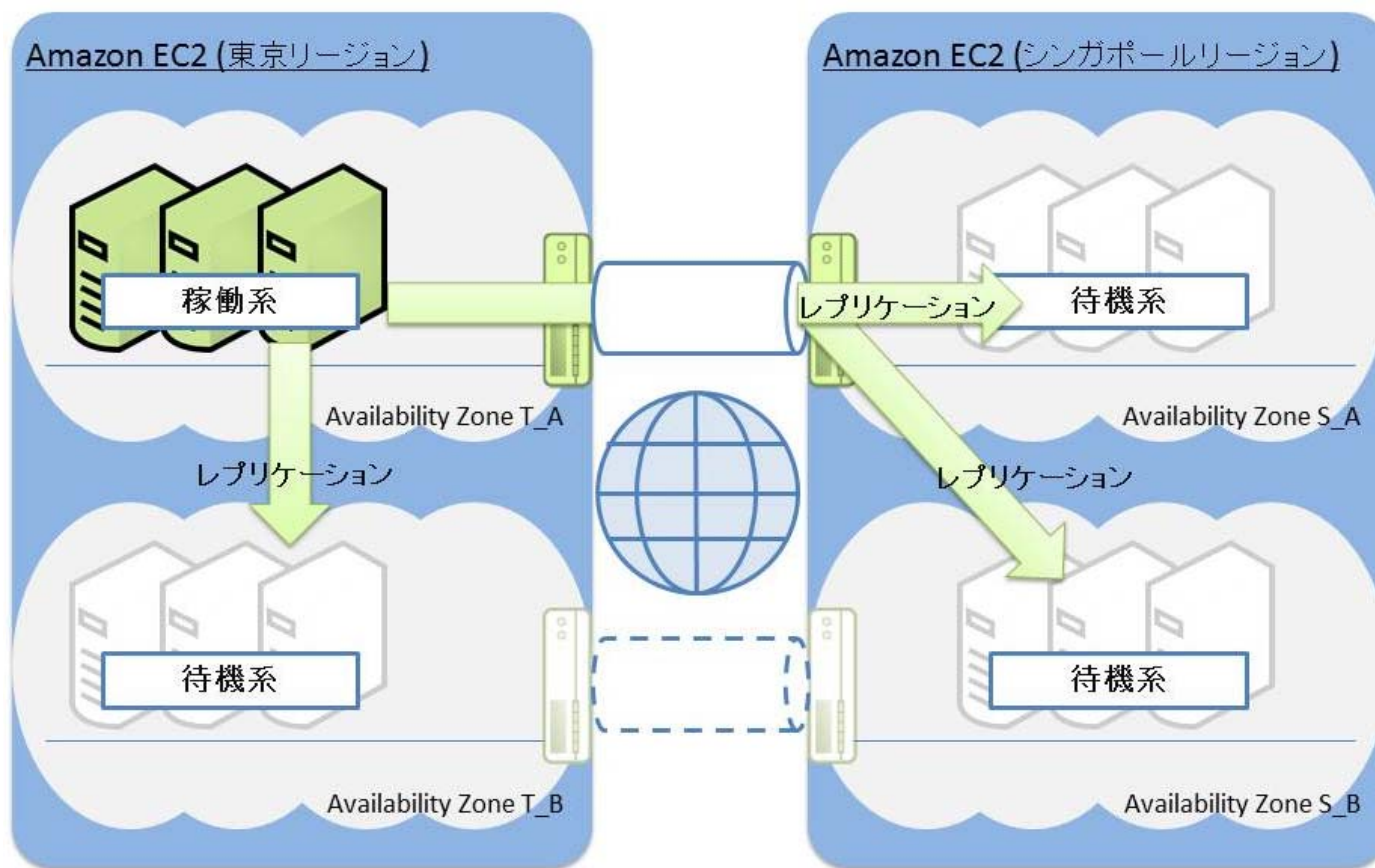 Amazon EC2 (東京リージョン)
Amazon EC2 (シンガポールリージョン)
稼働系
レプリケーション
待機系
Availability Zone T_A
Availability Zone S_A
レプリケーション
レプリケーション
待機系
待機系
Availability Zone T_B
Availability Zone S_B